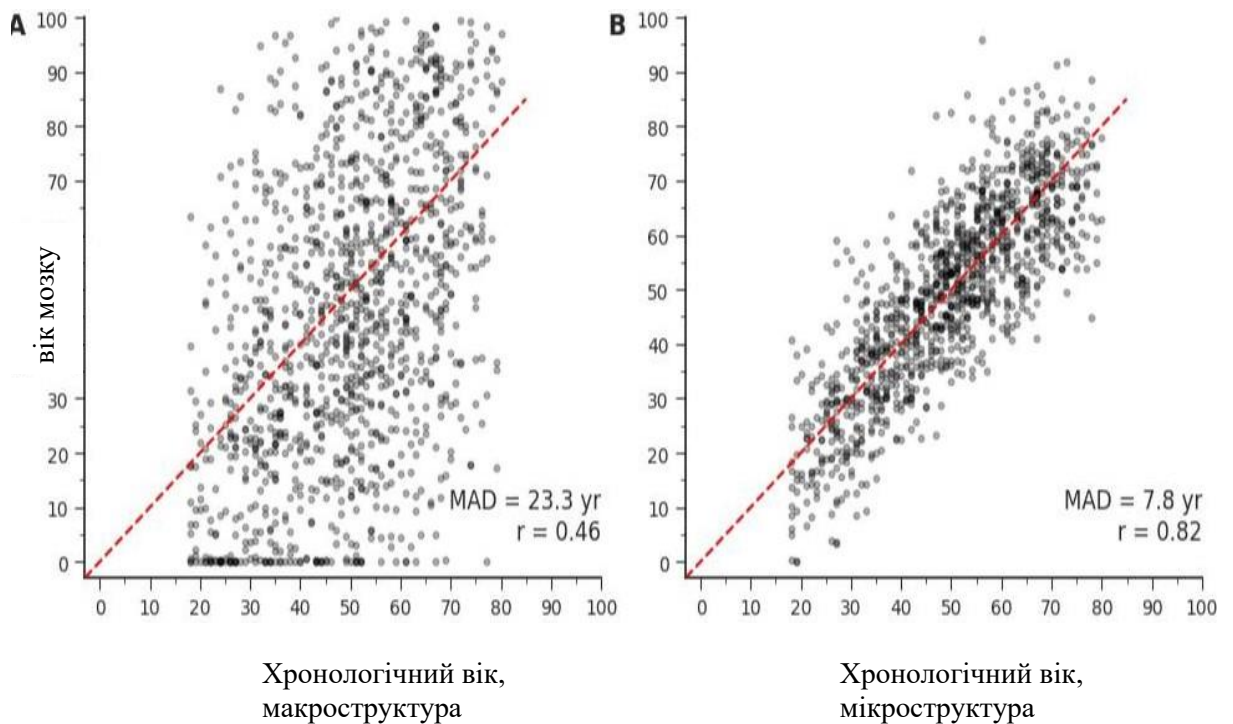 A
100
90
80
70
30
20
10
0
вік мозку
MAD = 23.3 yr
r = 0.46
0 10 20 30 40 50 60 70 80 90 100
Хронологічний вік,
макроструктура
B
100
90
80
70
60
50
40
30
20
10
0
MAD = 7.8 yr
r = 0.82
0 10 20 30 40 50 60 70 80 90 100
Хронологічний вік,
мікроструктура